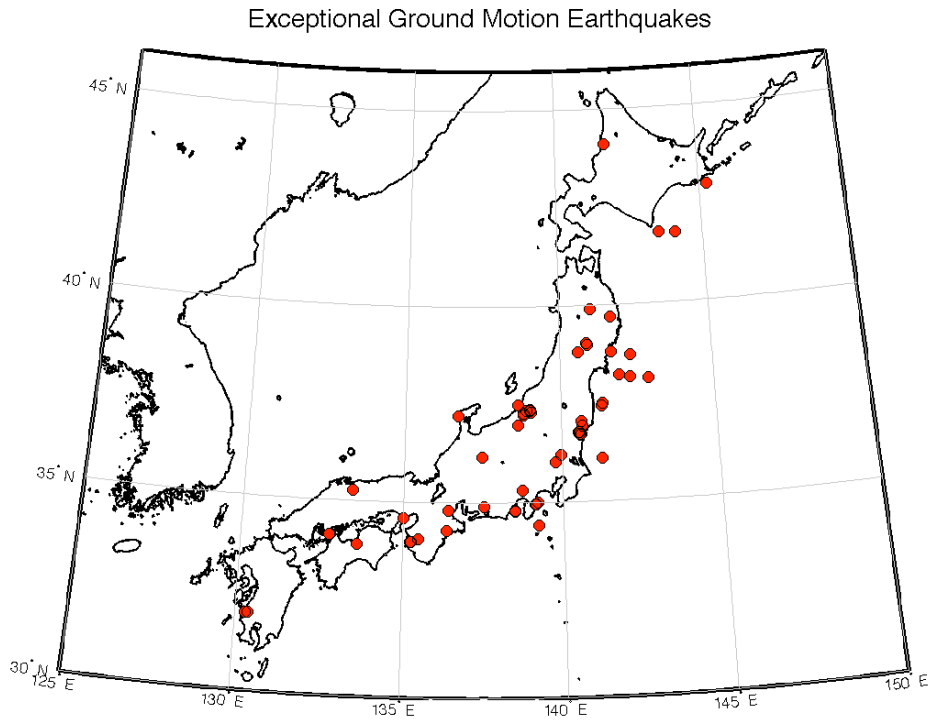 Exceptional Ground Motion Earthquakes
45° N
40° N
35° N
30° N
125° E
130° E
135° E
140° E
145° E
150° E